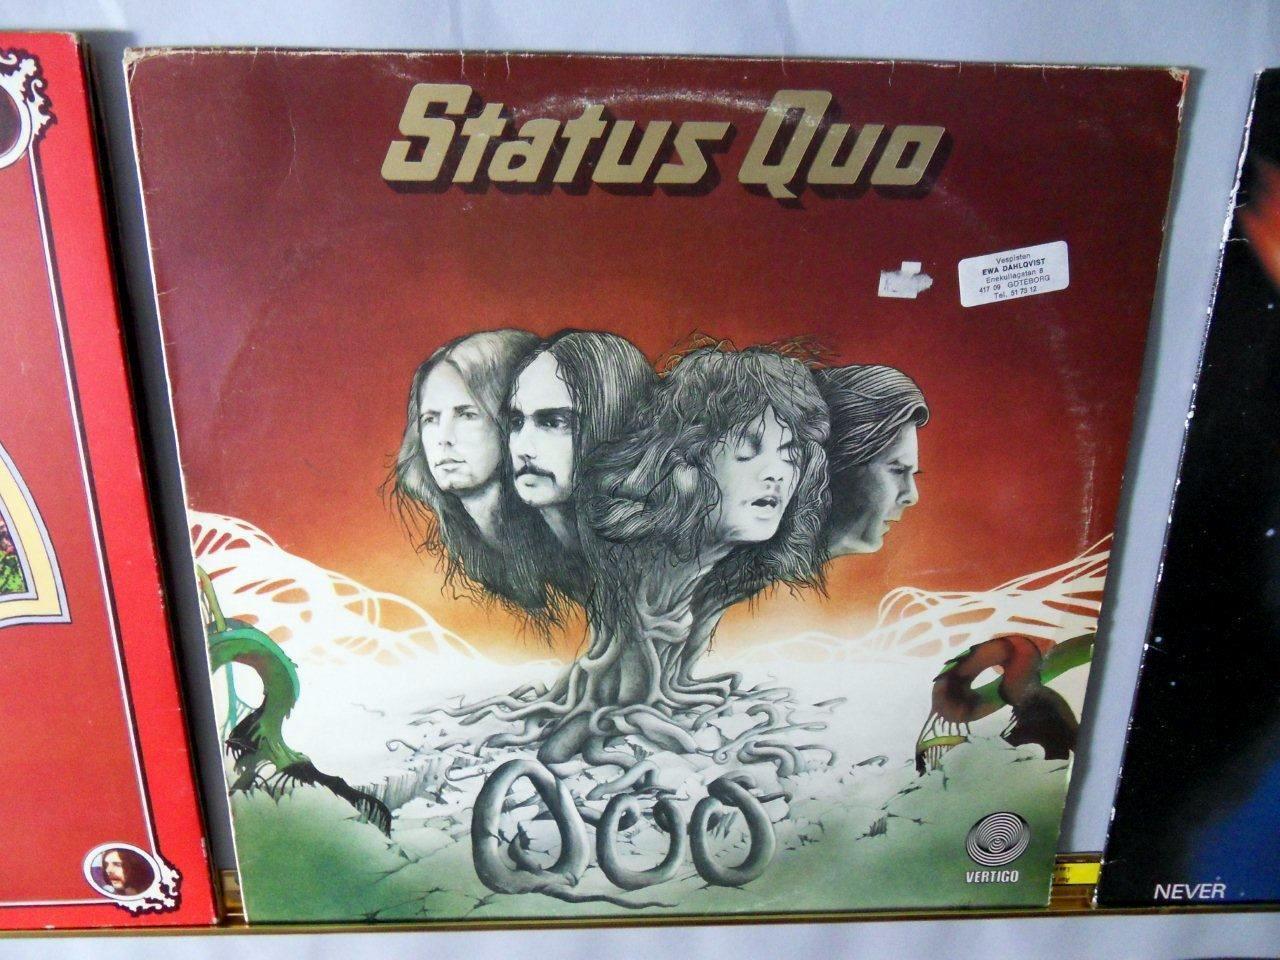 Status Quo
Vespisten
EWA DAHLQVIST
Enekullagatan 8
417 09 GÖTEBORG
Tel. 51 73 12
Quo
VERTIGO
NEVER